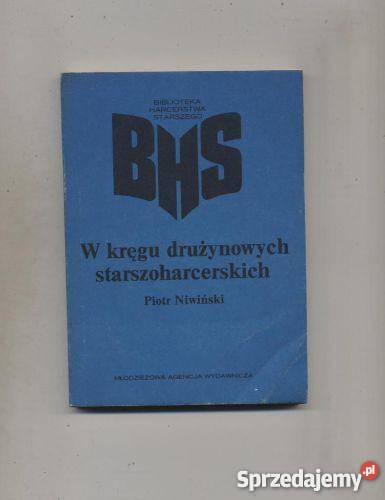 BIBLIOTEKA
HARCERSTWA
STARSZEGO
BHS
W kręgu drużynowych
starszoharcerskich
Piotr Niwiński
MŁODZIEŻOWA AGENCJA WYDAWNICZA
Sprzedajemy.pl